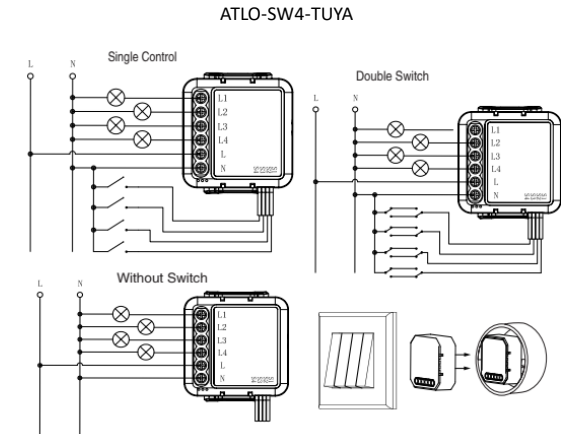 ATLO-SW4-TUYA
Single Control
L N
L1
L2
L3
L4
L
N
Double Switch
L N
L1
L2
L3
L4
L
N
Without Switch
L N
L1
L2
L3
L4
L
N